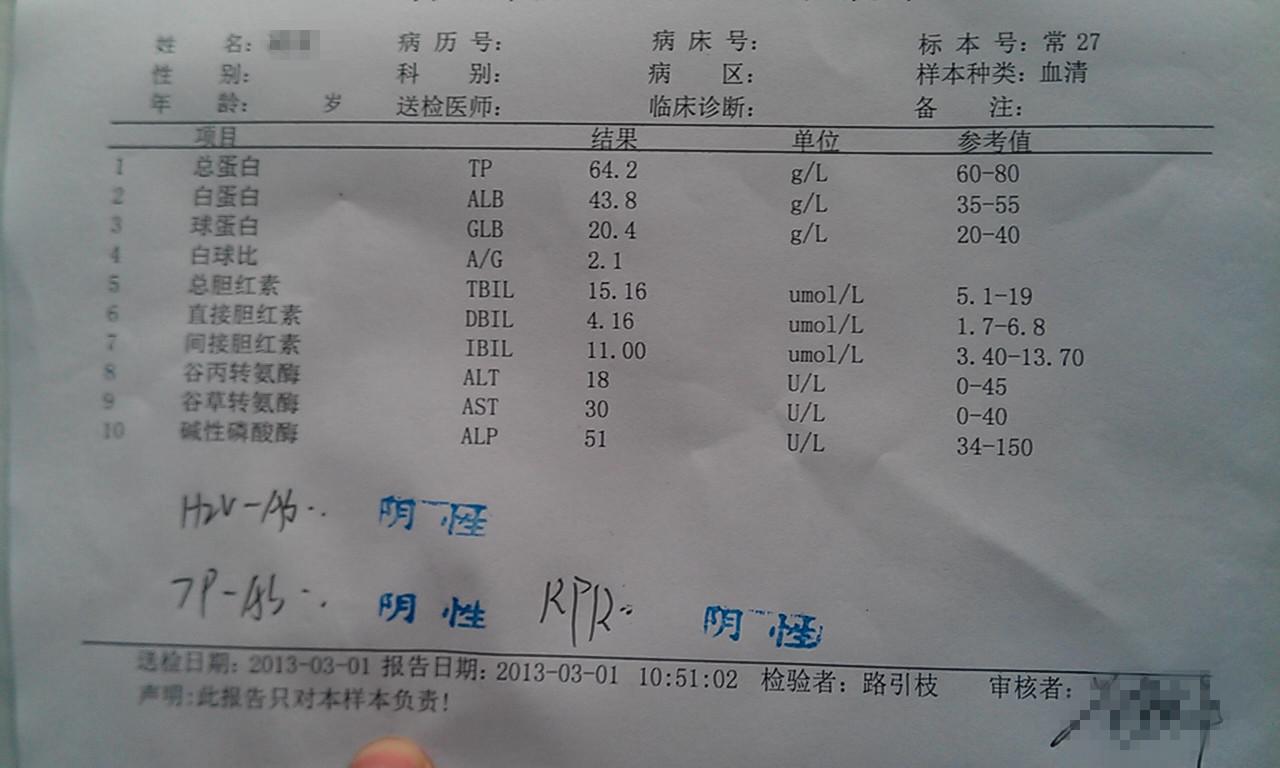 姓 名： 病 历 号： 病 床 号： 标 本 号：常 27
性 别： 科 别： 病 区： 样本种类：血清
年 龄： 岁 送检医师： 临床诊断： 备 注：
项目 结果 单位 参考值
1 总蛋白 TP 64.2 g/L 60-80
2 白蛋白 ALB 43.8 g/L 35-55
3 球蛋白 GLB 20.4 g/L 20-40
4 白球比 A/G 2.1
5 总胆红素 TBIL 15.16 umol/L 5.1-19
6 直接胆红素 DBIL 4.16 umol/L 1.7-6.8
7 间接胆红素 IBIL 11.00 umol/L 3.40-13.70
8 谷丙转氨酶 ALT 18 U/L 0-45
9 谷草转氨酶 AST 30 U/L 0-40
10 碱性磷酸酶 ALP 51 U/L 34-150
阴性
TP-Ab: 阴性 RPR: 阴性
送检日期：2013-03-01 报告日期：2013-03-01 10:51:02 检验者：路引枝 审核者：
声明：此报告只对本样本负责！